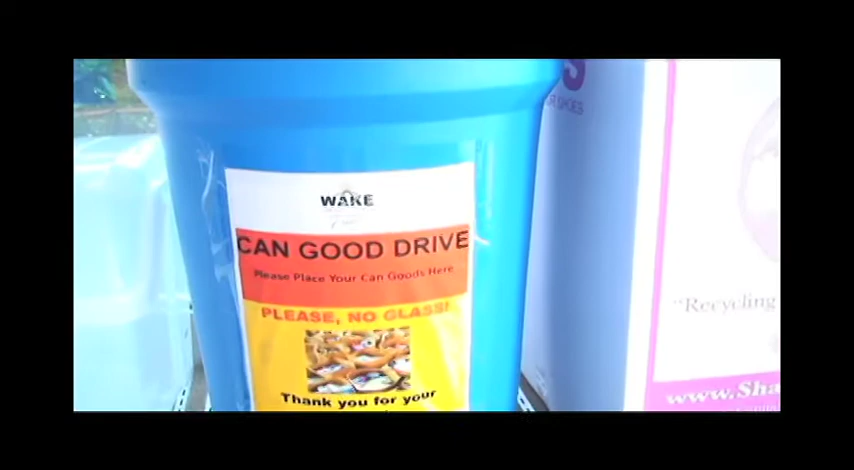 WAKE
CAN GOOD DRIVE
Please Place Your Can Goods Here
PLEASE, NO GLASS!
Thank you for your
SHOES
"Recycling
www.Sha